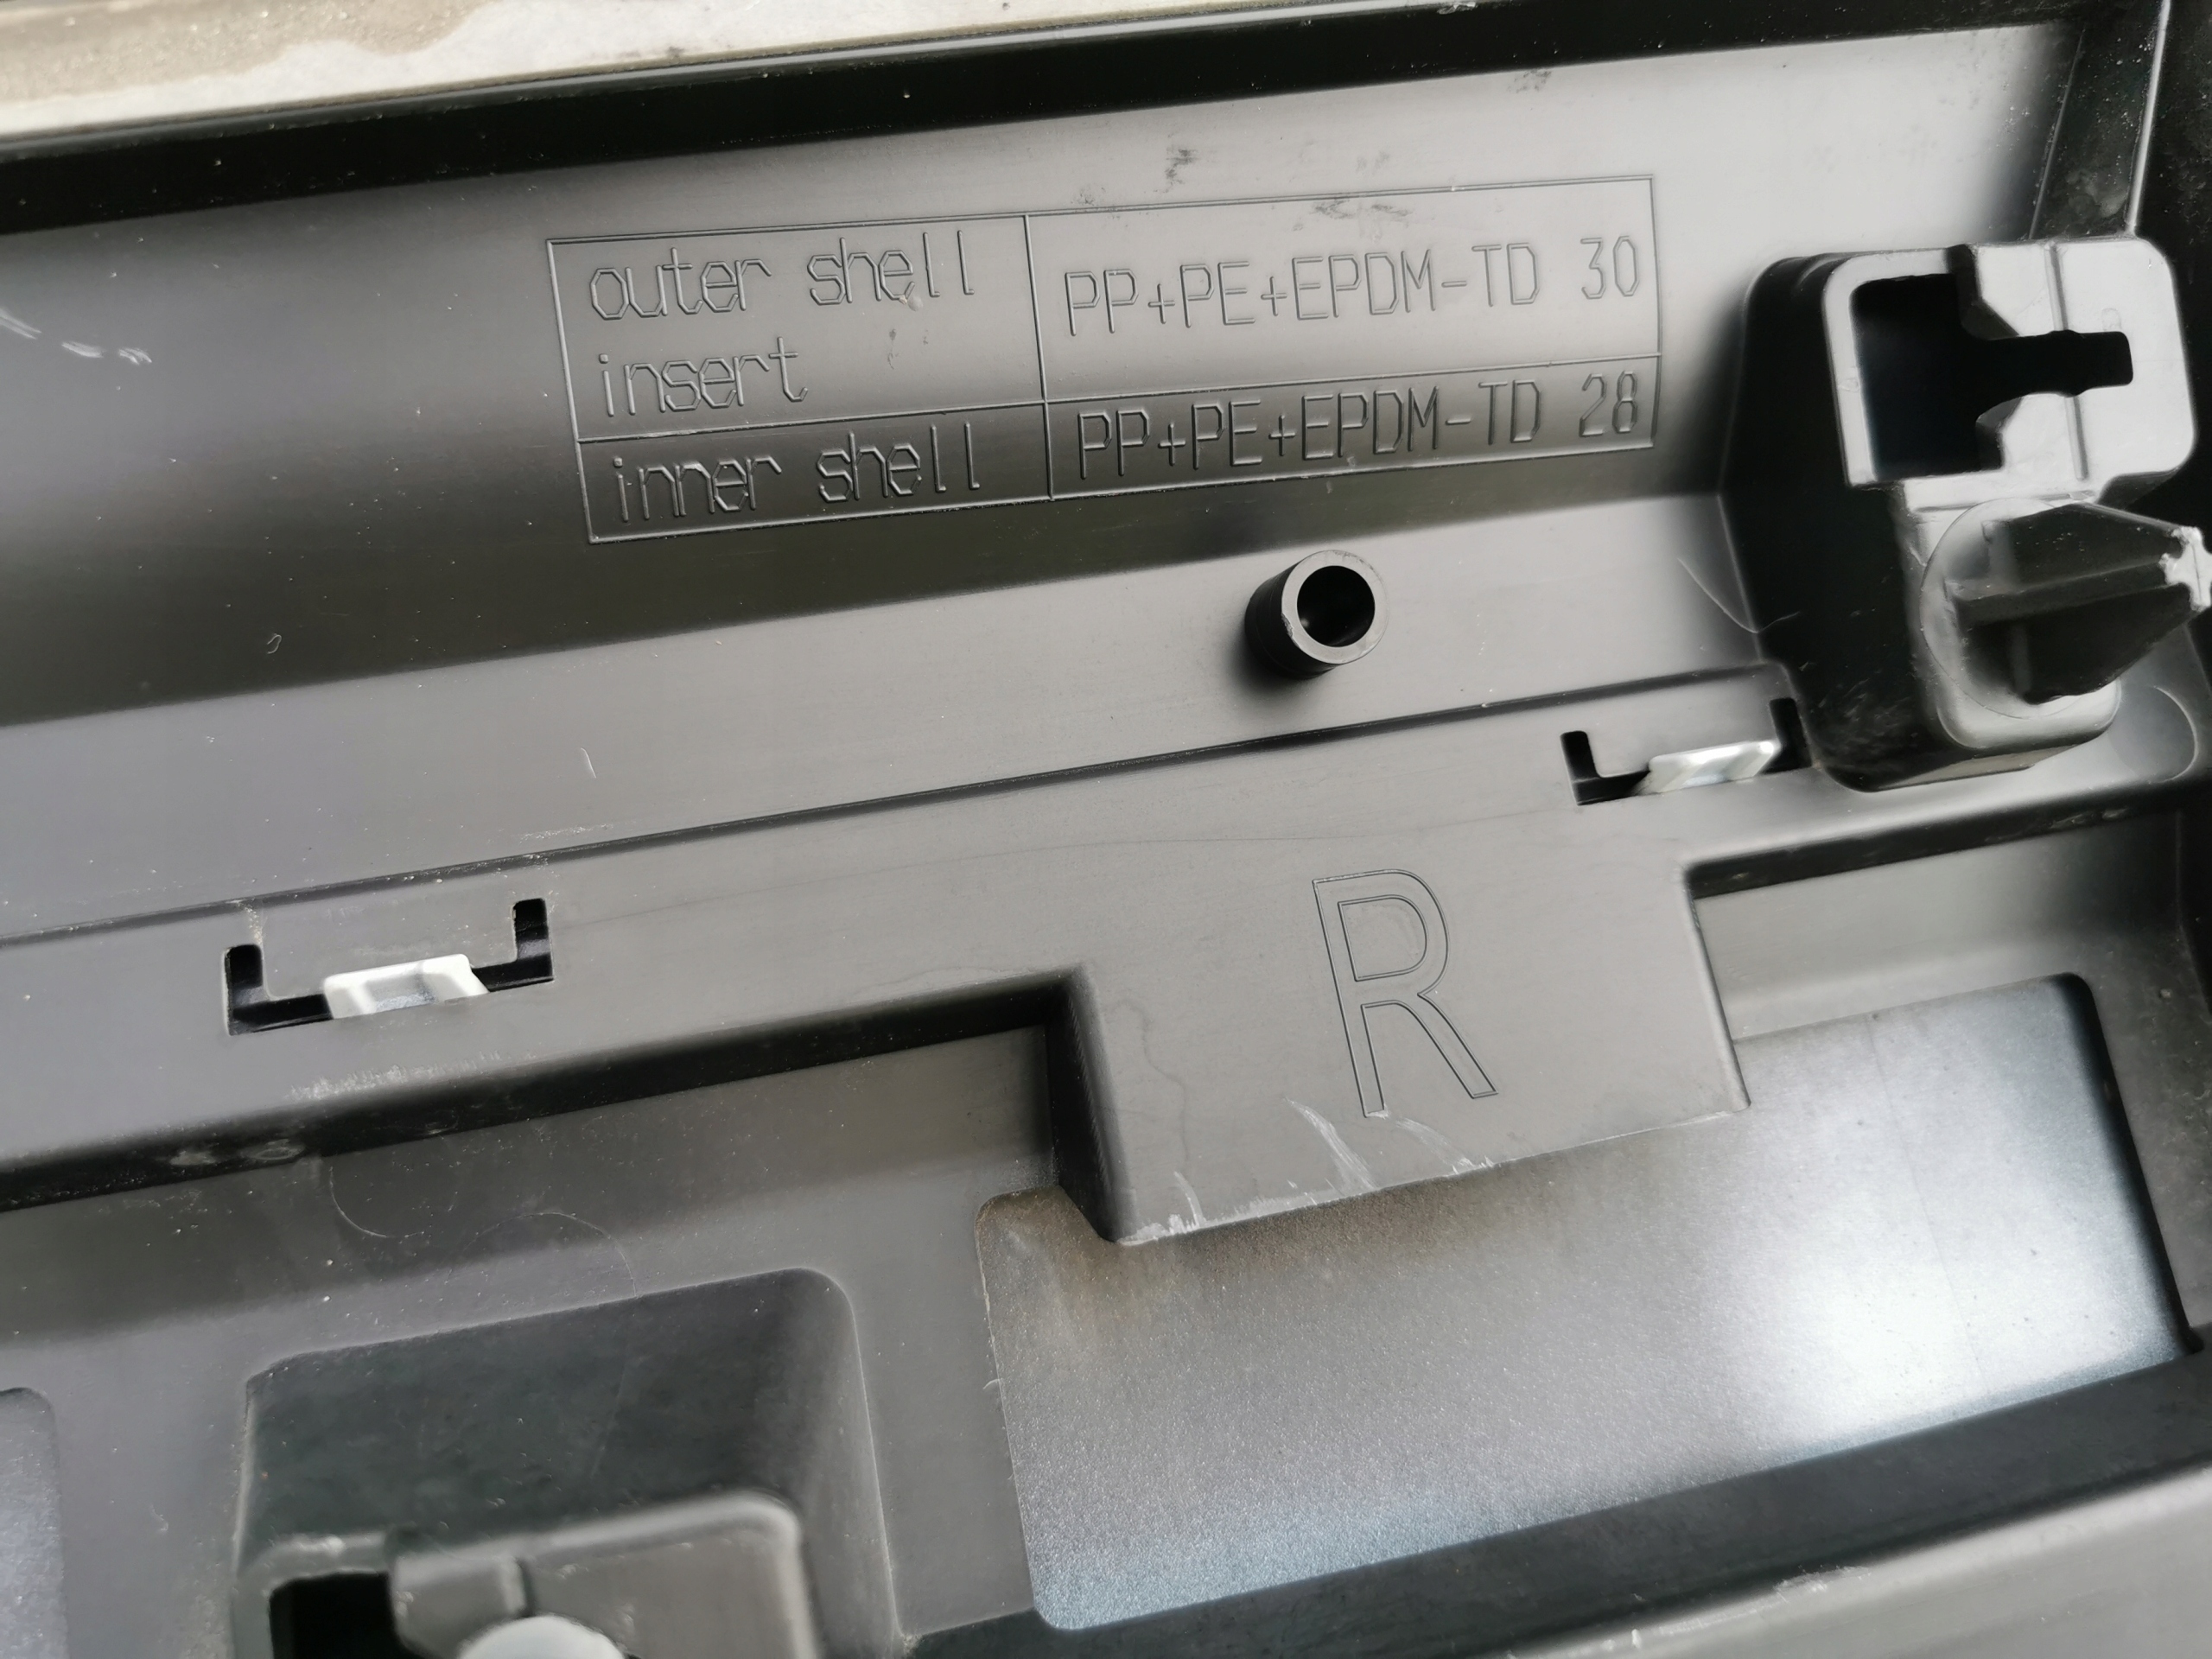 outer shell PP+PE+EPDM-TD 30
insert
inner shell PP+PE+EPDM-TD 28
R